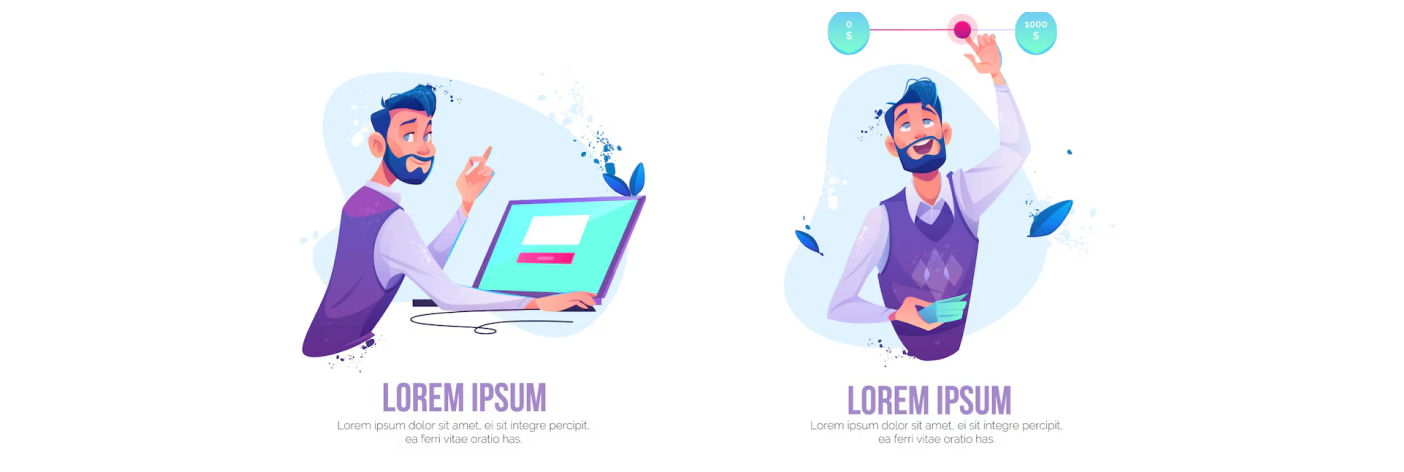 0
$
1000
$
LOREM IPSUM
Lorem ipsum dolor sit amet, ei sit integre percipit,
ea ferri vitae oratio has.
LOREM IPSUM
Lorem ipsum dolor sit amet, ei sit integre percipit,
ea ferri vitae oratio has.